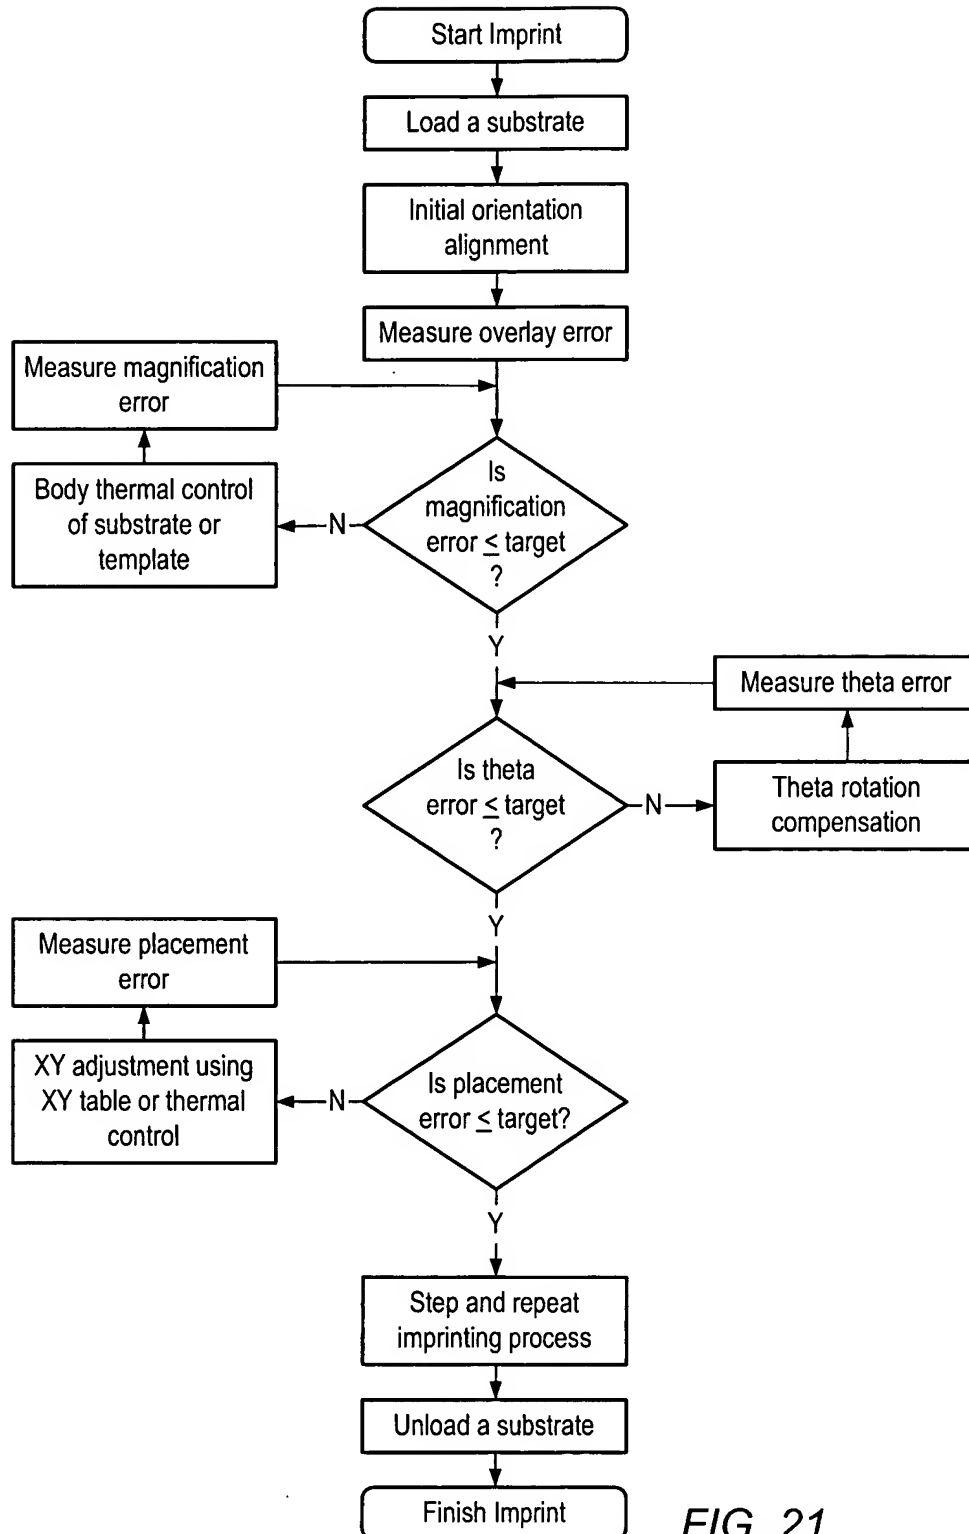 Start Imprint
Load a substrate
Initial orientation
alignment
Measure overlay error
Measure magnification
error
Body thermal control
of substrate or
template
N
Is
magnification
error ≤ target
?
Y
Measure theta error
Is theta
error ≤ target
?
N
Theta rotation
compensation
Y
Measure placement
error
XY adjustment using
XY table or thermal
control
N
Is placement
error ≤ target?
Y
Step and repeat
imprinting process
Unload a substrate
Finish Imprint
FIG. 21